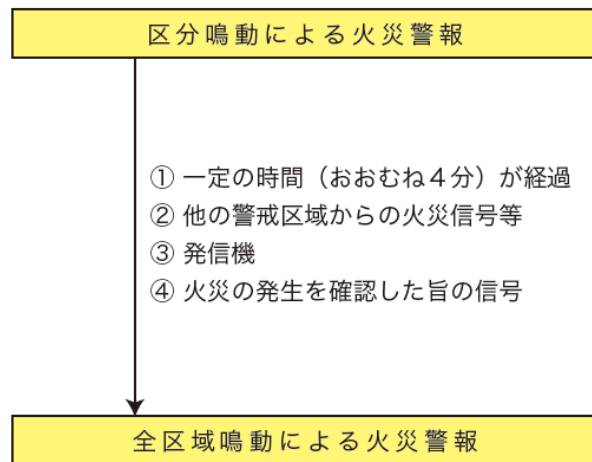 区分鳴動による火災警報
① 一定の時間（おおむね４分）が経過
② 他の警戒区域からの火災信号等
③ 発信機
④ 火災の発生を確認した旨の信号
全区域鳴動による火災警報